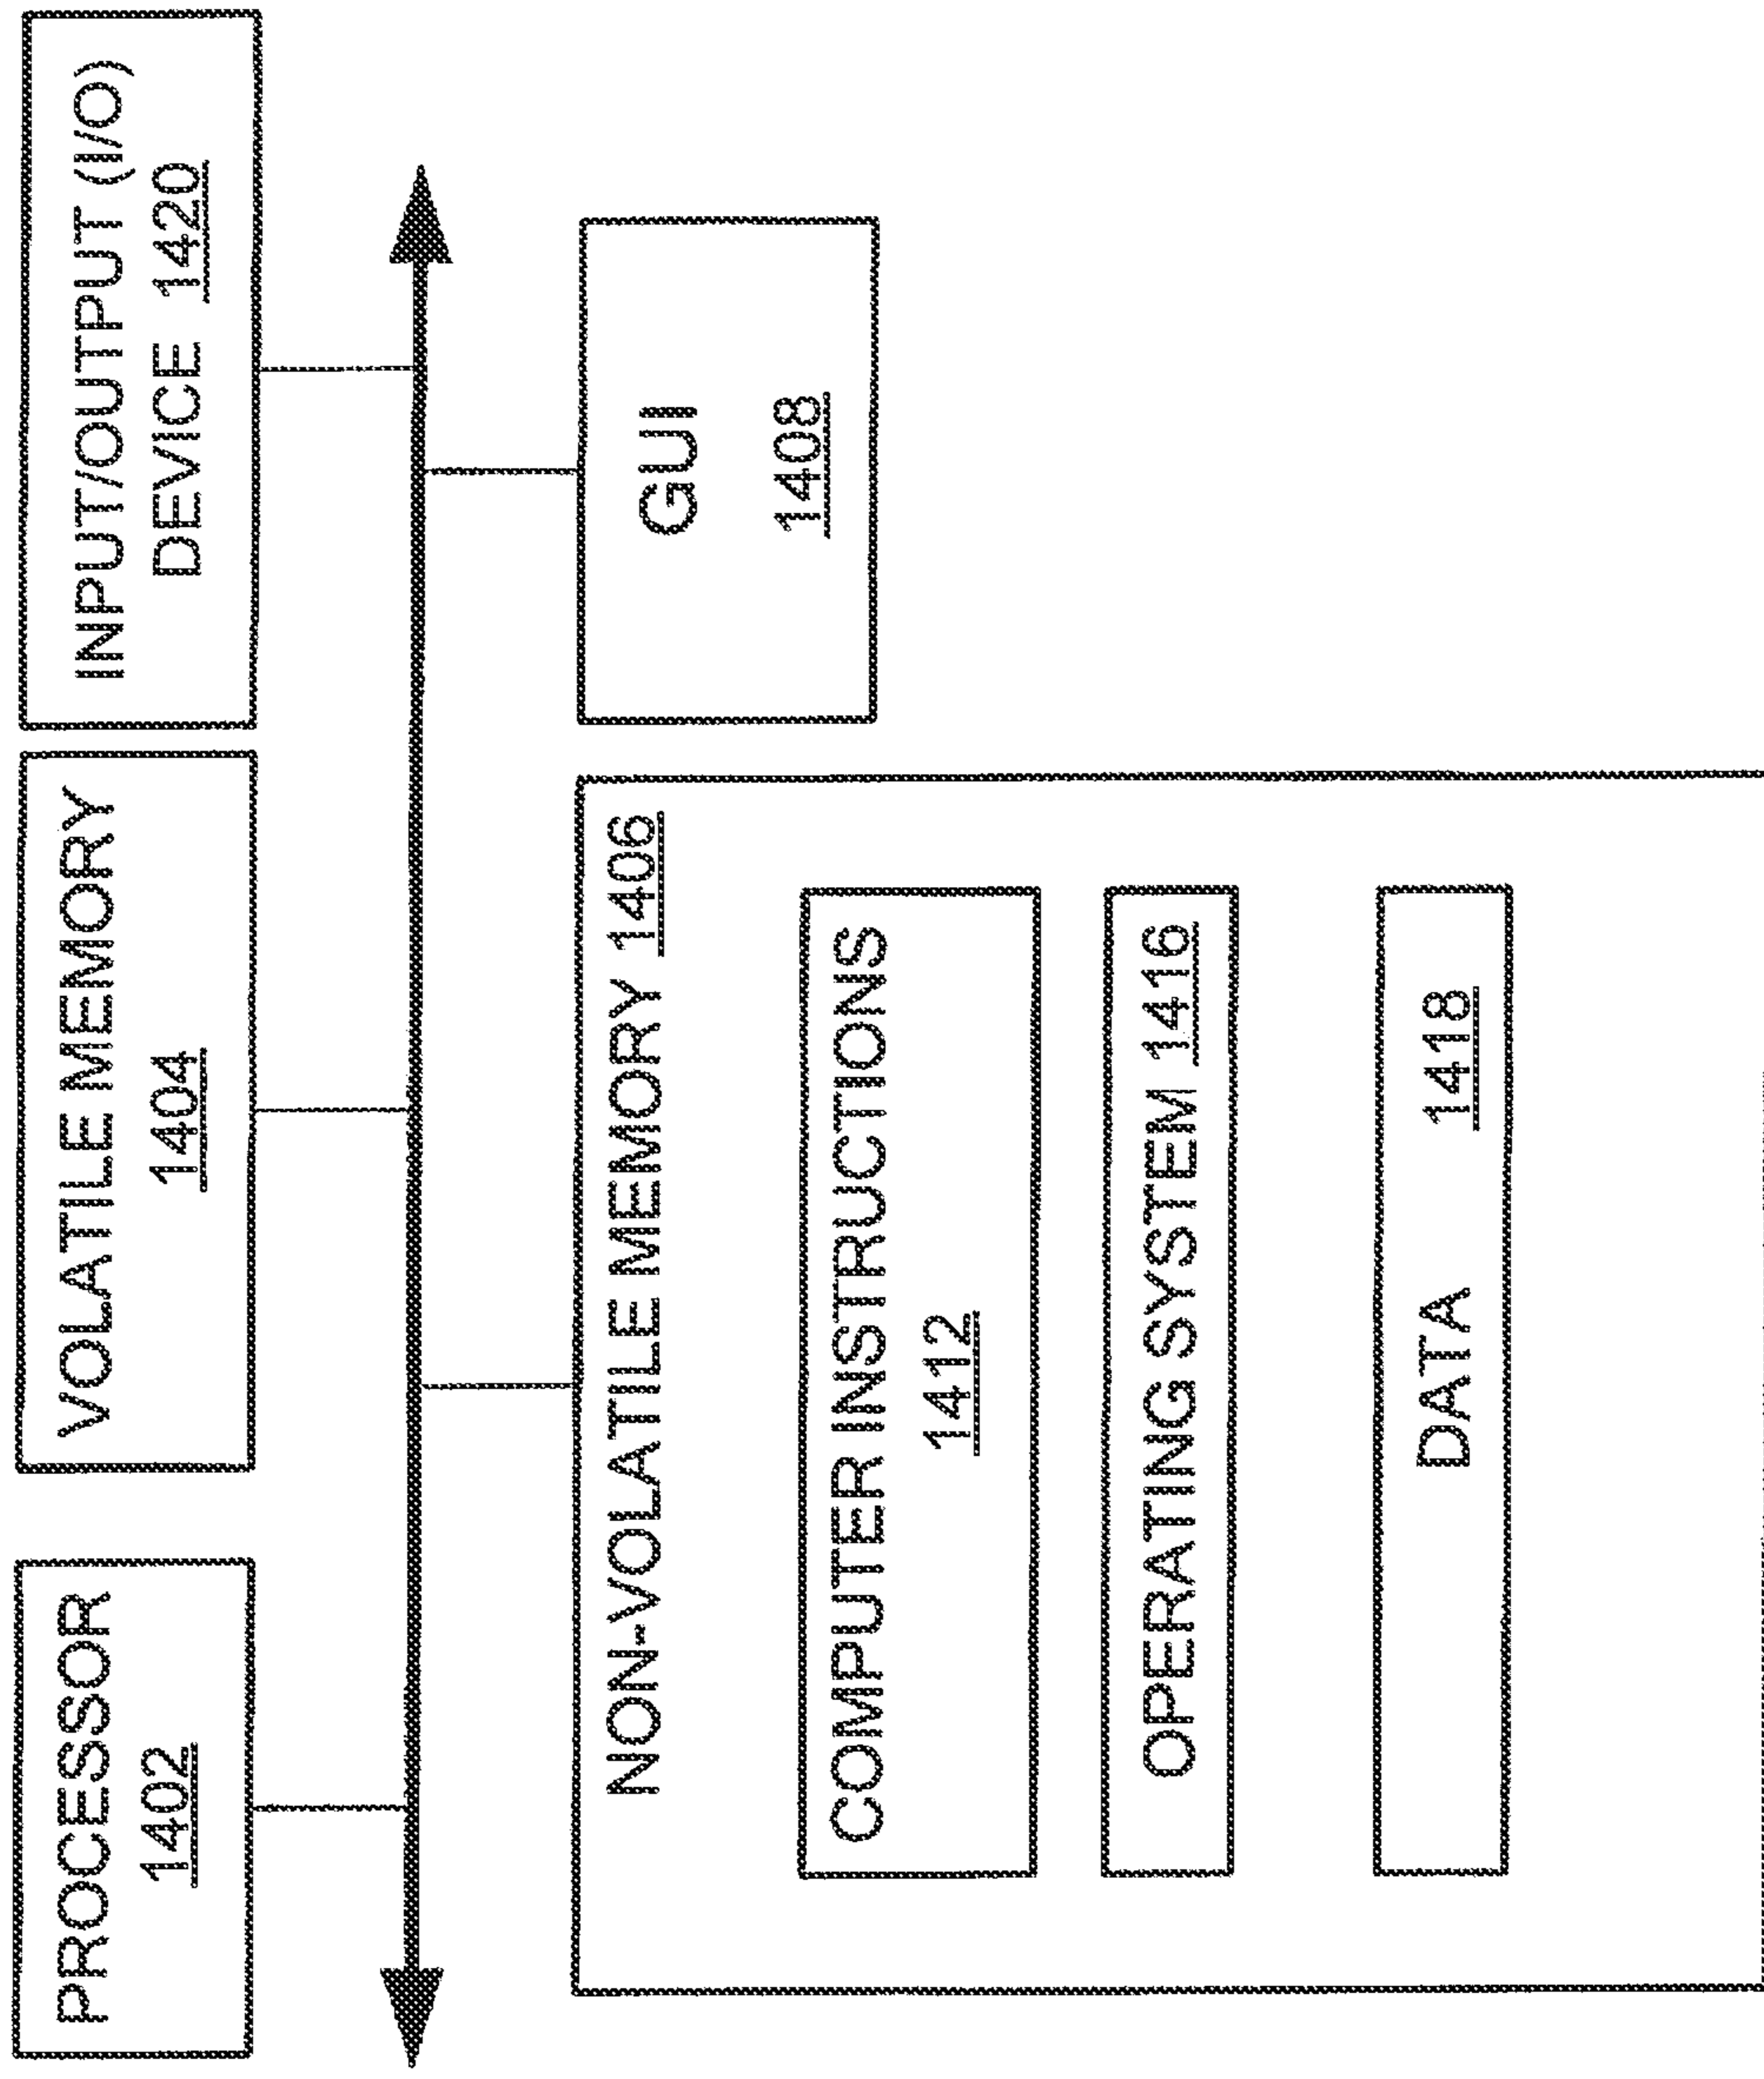 PROCESSOR
1402
VOLATILE MEMORY
1404
INPUT/OUTPUT (I/O)
DEVICE 1420
NON-VOLATILE MEMORY 1406
COMPUTER INSTRUCTIONS
1412
OPERATING SYSTEM 1416
DATA 1418
GUI
1408